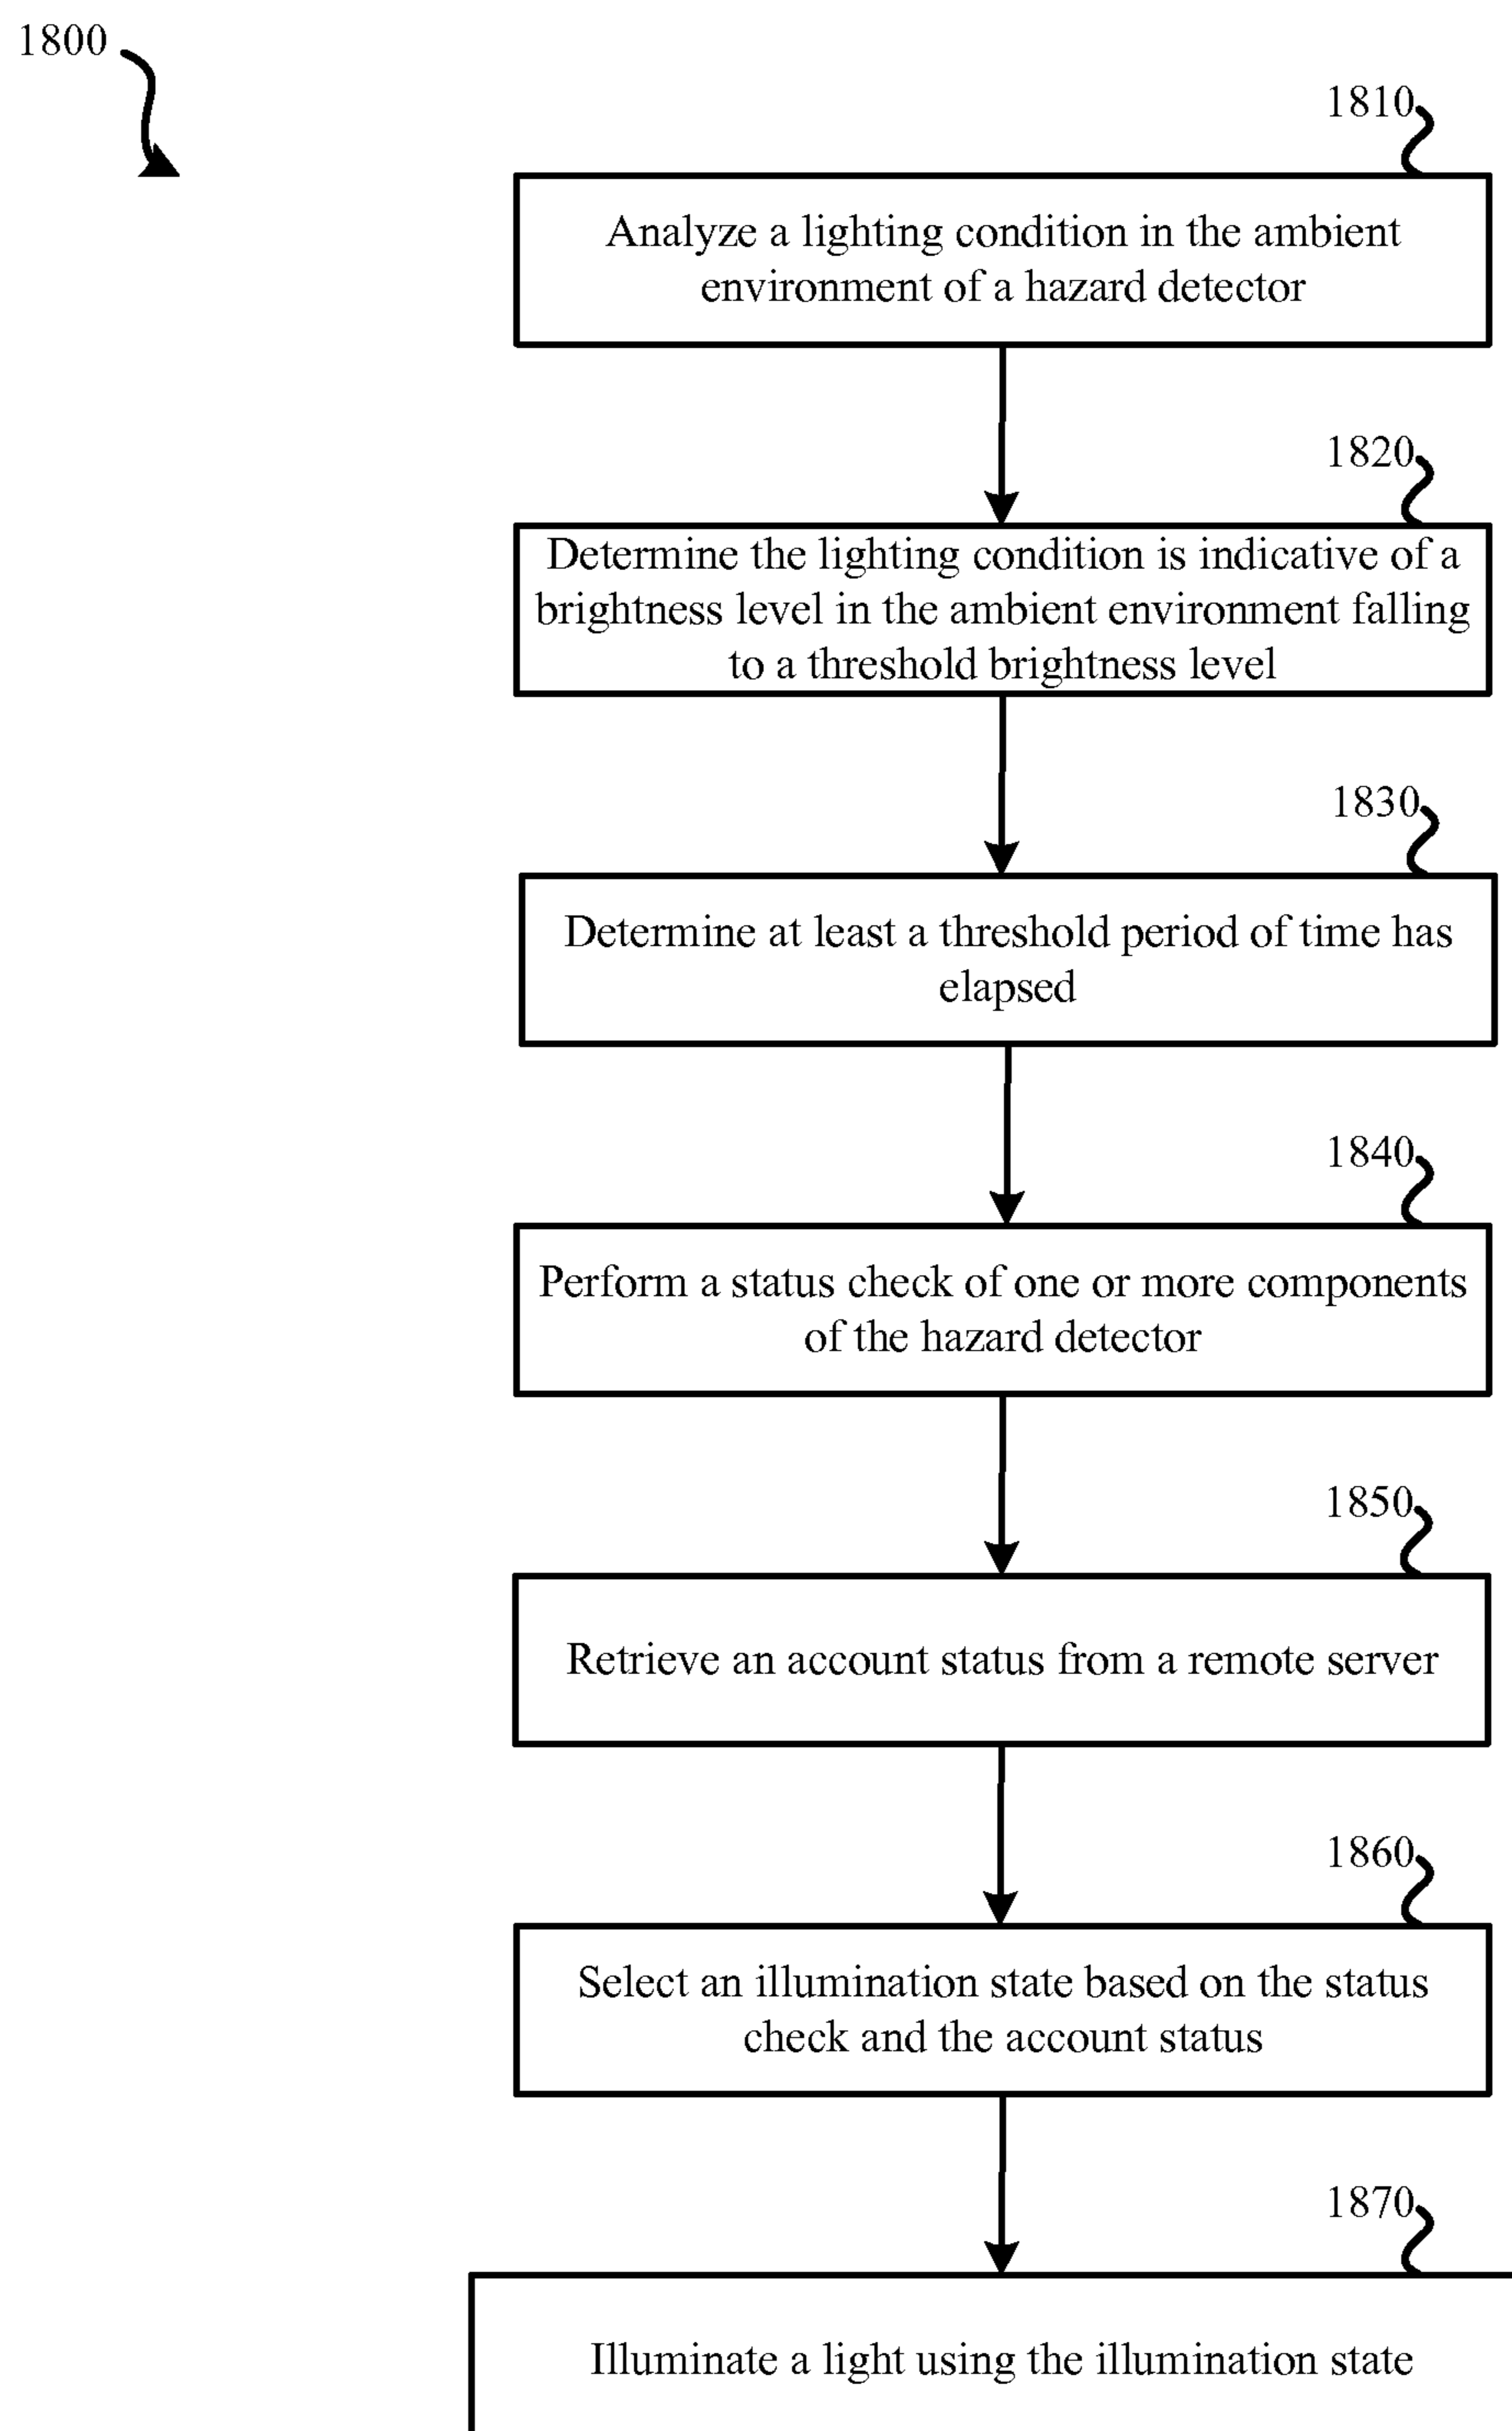 1800
1810
Analyze a lighting condition in the ambient
environment of a hazard detector
1820
Determine the lighting condition is indicative of a
brightness level in the ambient environment falling
to a threshold brightness level
1830
Determine at least a threshold period of time has
elapsed
1840
Perform a status check of one or more components
of the hazard detector
1850
Retrieve an account status from a remote server
1860
Select an illumination state based on the status
check and the account status
1870
Illuminate a light using the illumination state